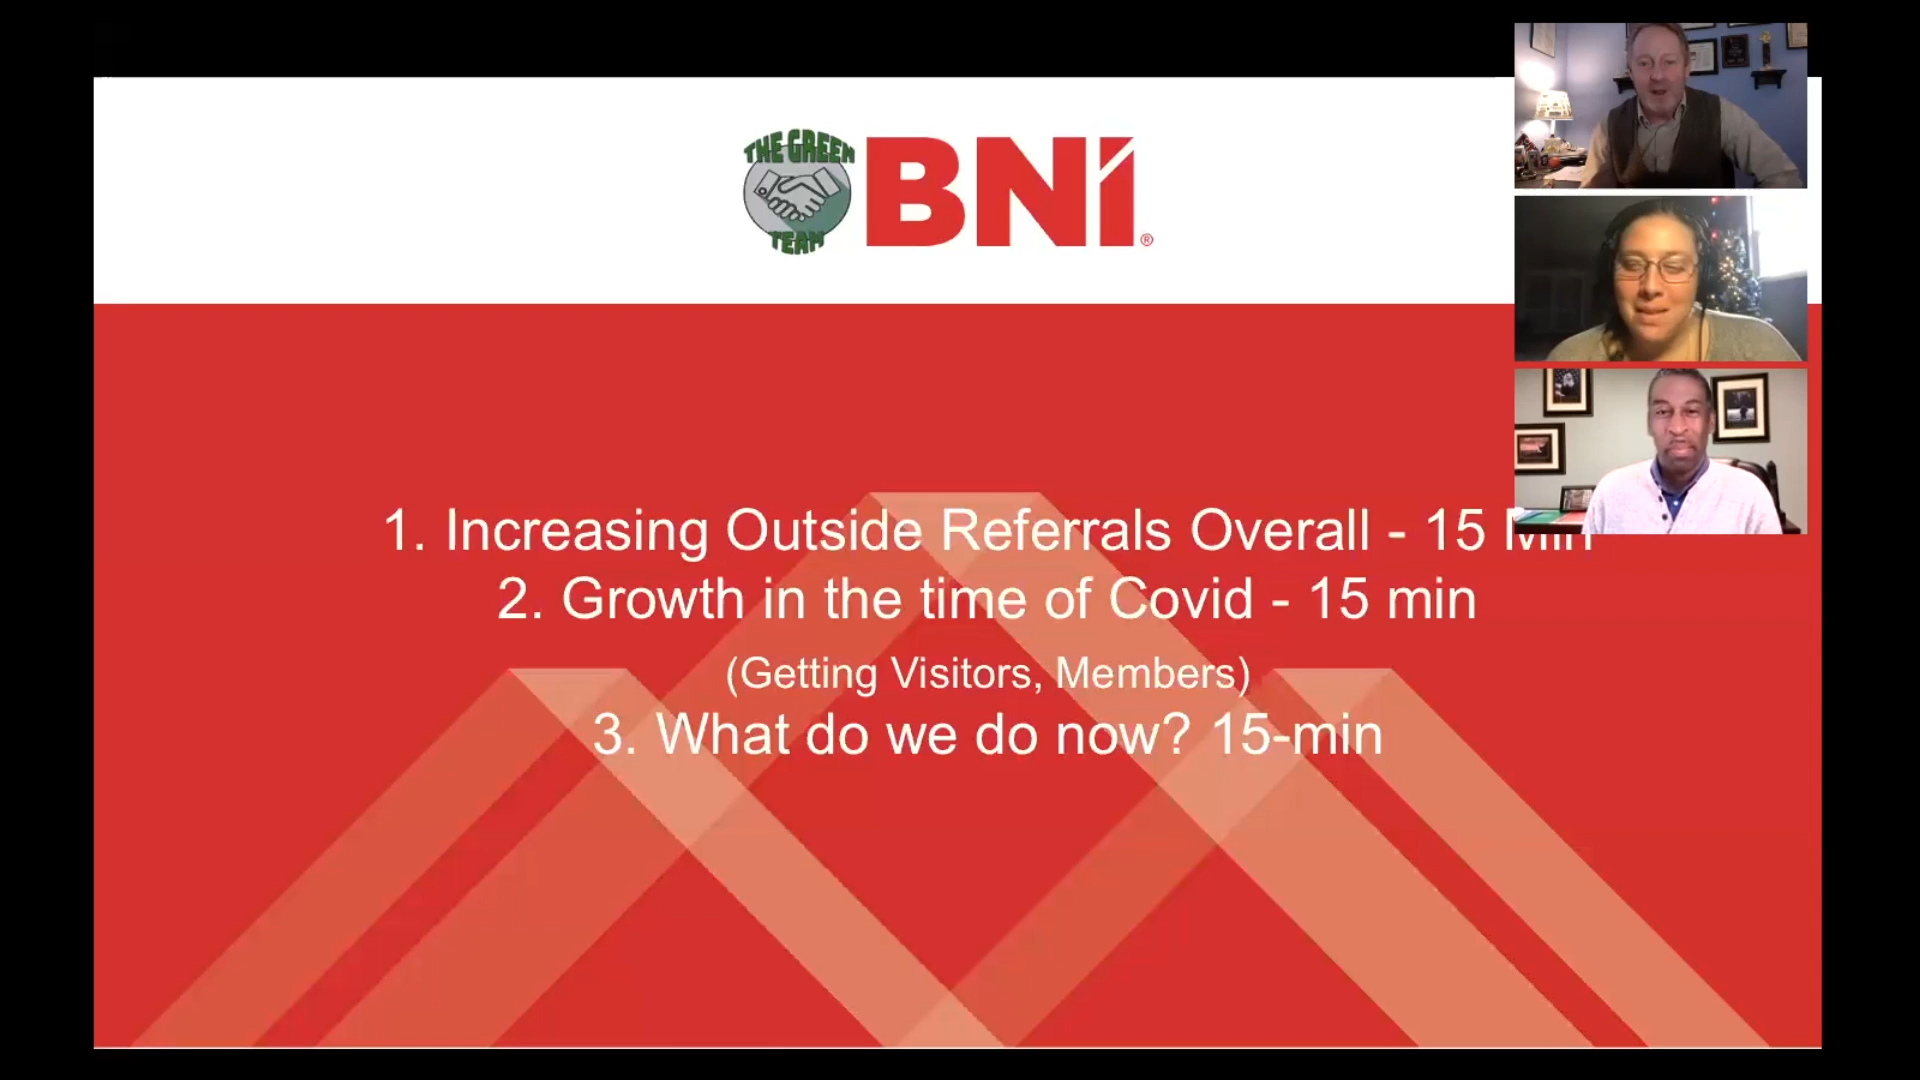 THE GREEN
TEAM
BNI®
1. Increasing Outside Referrals Overall - 15 Min
2. Growth in the time of Covid - 15 min
(Getting Visitors, Members)
3. What do we do now? 15-min